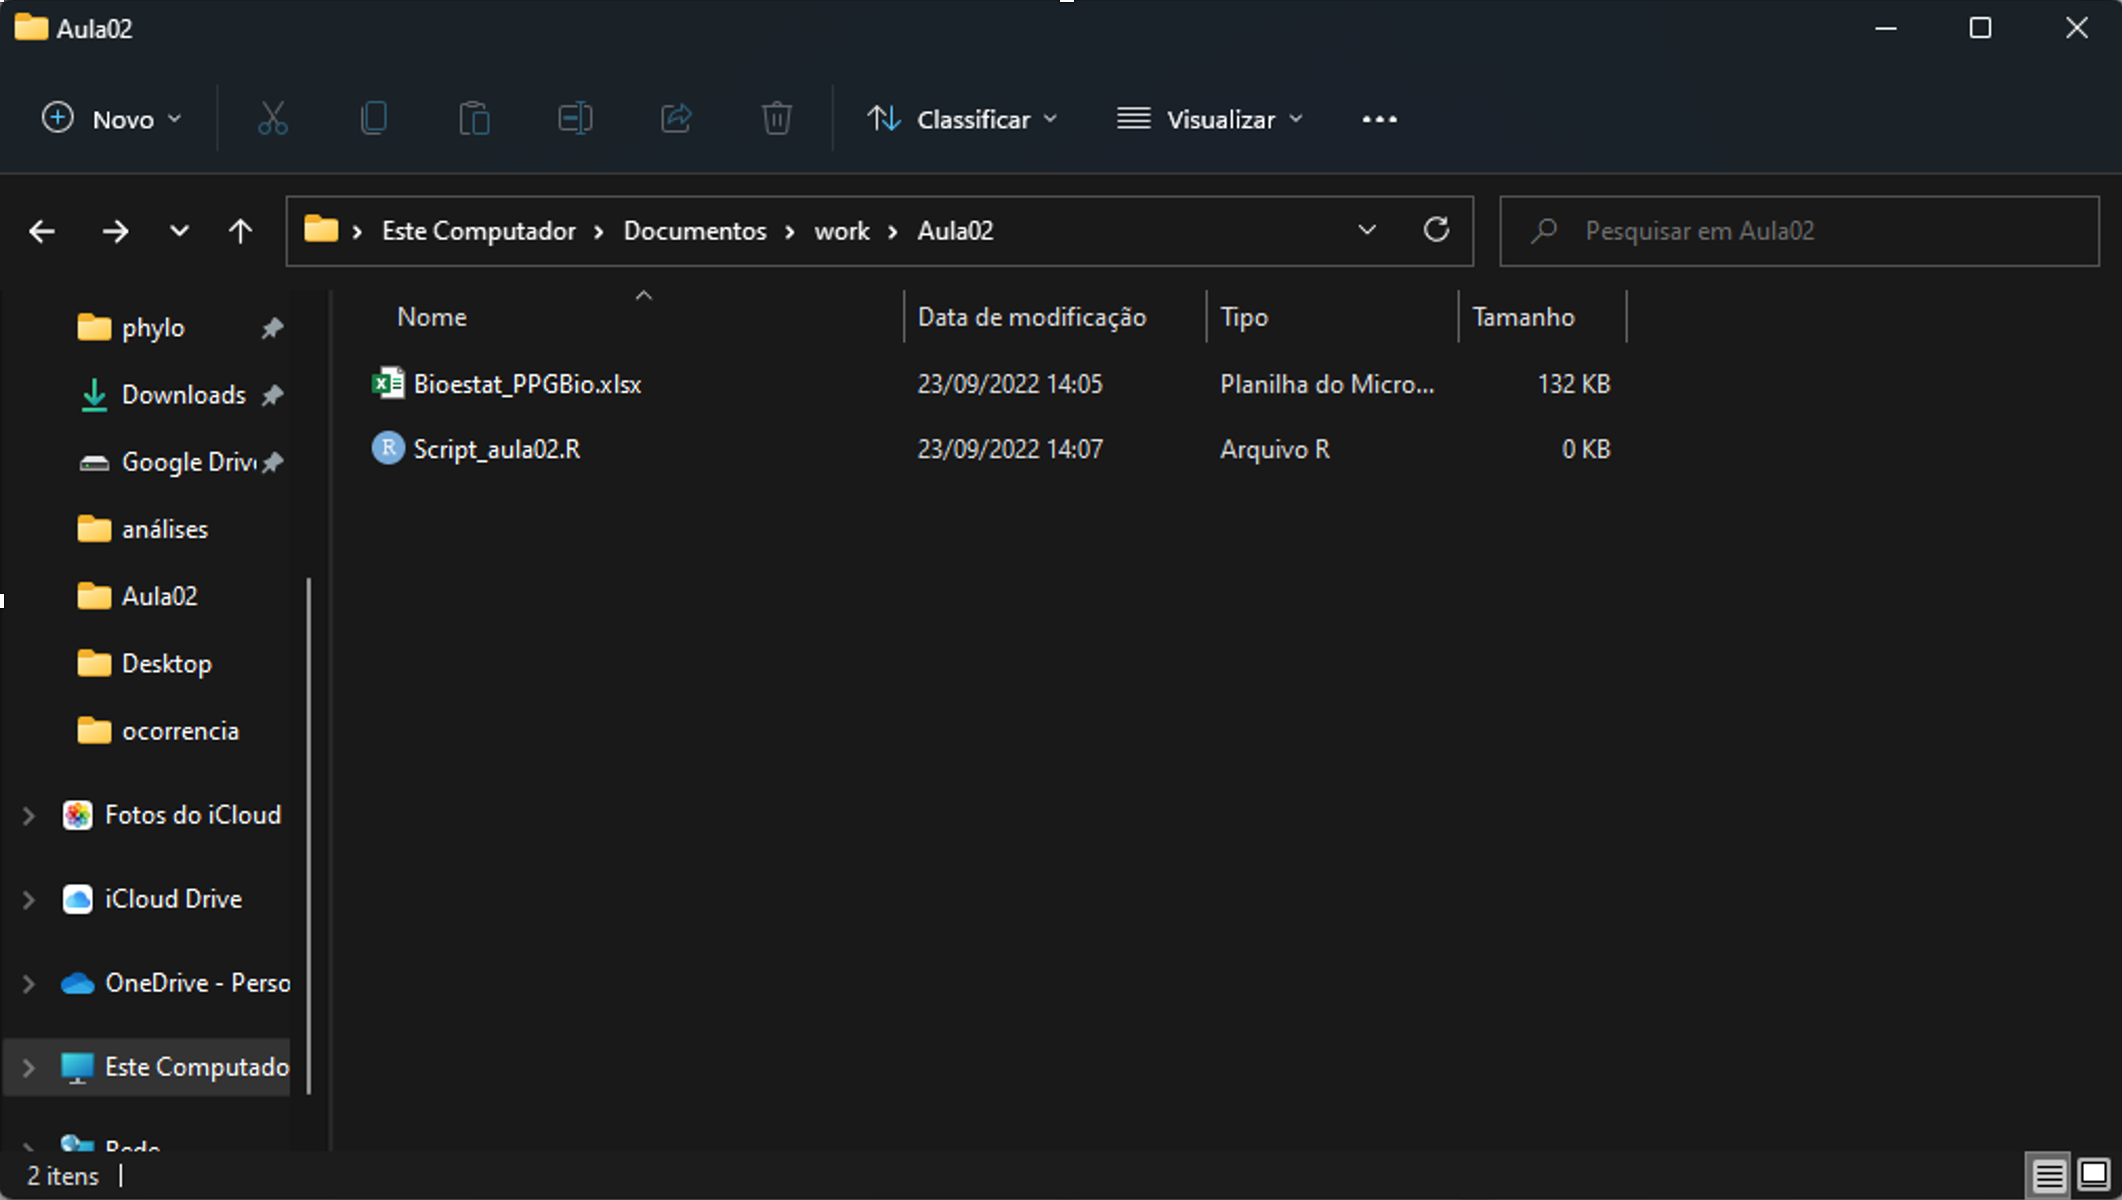 Aula02
Novo
Classificar
Visualizar
Este Computador > Documentos > work > Aula02
Pesquisar em Aula02
Nome
Data de modificação
Tipo
Tamanho
Bioestat_PPGBio.xlsx
23/09/2022 14:05
Planilha do Micro...
132 KB
Script_aula02.R
23/09/2022 14:07
Arquivo R
0 KB
phylo
Downloads
Google Driv
análises
Aula02
Desktop
ocorrencia
Fotos do iCloud
iCloud Drive
OneDrive - Perso
Este Computado
Rede
2 itens